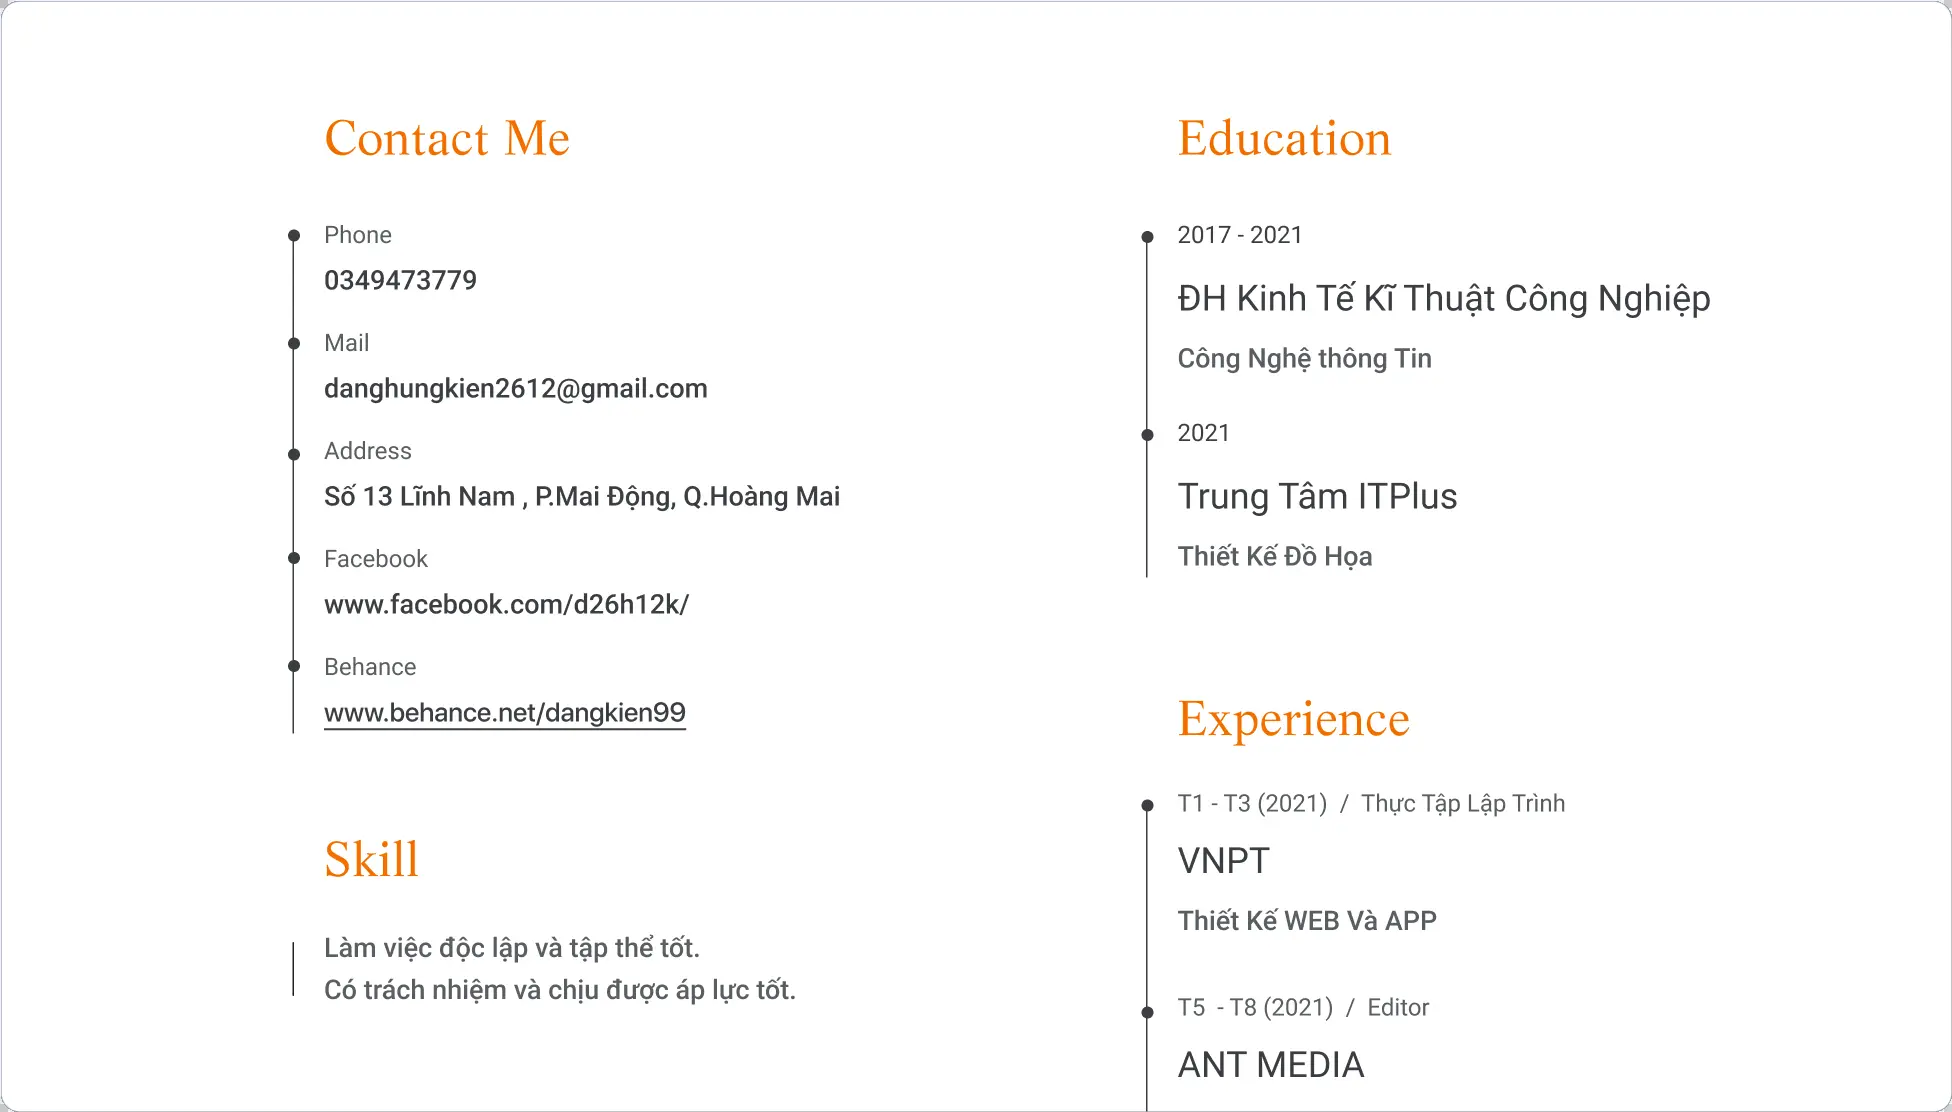 Contact Me
Phone
0349473779
Mail
danghungkien2612@gmail.com
Address
Số 13 Lĩnh Nam , P.Mai Động, Q.Hoàng Mai
Facebook
www.facebook.com/d26h12k/
Behance
www.behance.net/dangkien99
Skill
Làm việc độc lập và tập thể tốt.
Có trách nhiệm và chịu được áp lực tốt.
Education
2017 - 2021
ĐH Kinh Tế Kĩ Thuật Công Nghiệp
Công Nghệ thông Tin
2021
Trung Tâm ITPlus
Thiết Kế Đồ Họa
Experience
T1 - T3 (2021) / Thực Tập Lập Trình
VNPT
Thiết Kế WEB Và APP
T5 - T8 (2021) / Editor
ANT MEDIA